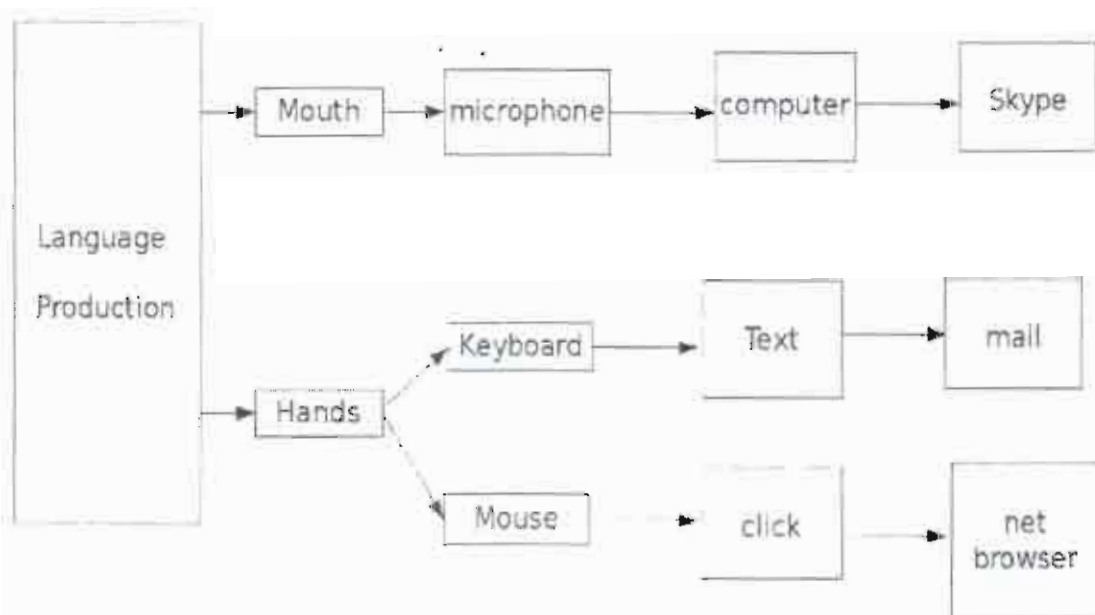 Mouth
microphone
computer
Skype
Language
Production
Keyboard
Text
mail
Hands
Mouse
click
net
browser